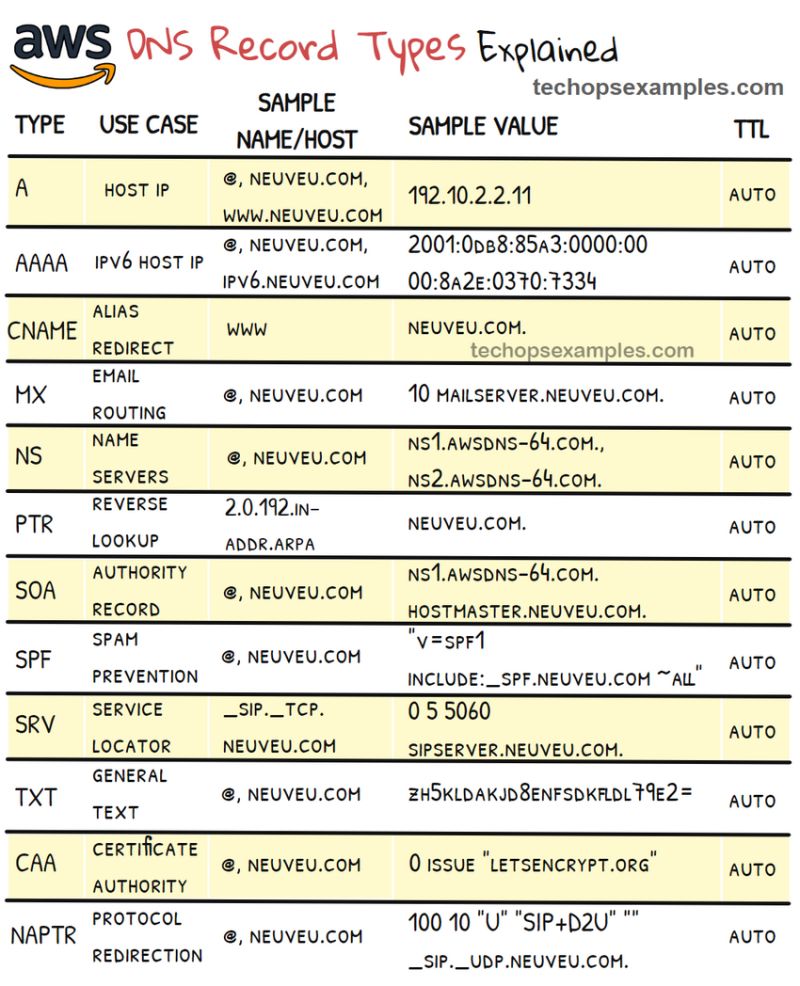 aws DNS Record Types Explained
techopsexamples.com
TYPE USE CASE SAMPLE NAME/HOST SAMPLE VALUE TTL
A HOST IP @, NEUVEU.COM, 192.10.2.2.11 AUTO
WWW.NEUVEU.COM
AAAA IPV6 HOST IP @, NEUVEU.COM, 2001:0DB8:85A3:0000:00 AUTO
IPV6.NEUVEU.COM 00:8A2E:0370:7334
CNAME ALIAS WWW NEUVEU.COM. AUTO
REDIRECT
techopsexamples.com
MX EMAIL @, NEUVEU.COM 10 MAILSERVER.NEUVEU.COM. AUTO
ROUTING
NS NAME @, NEUVEU.COM NS1.AWSDNS-64.COM., AUTO
SERVERS NS2.AWSDNS-64.COM.
PTR REVERSE 2.0.192.IN- NEUVEU.COM. AUTO
LOOKUP ADDR.ARPA
SOA AUTHORITY @, NEUVEU.COM NS1.AWSDNS-64.COM. AUTO
RECORD HOSTMASTER.NEUVEU.COM.
SPF SPAM @, NEUVEU.COM "V=SPF1 AUTO
PREVENTION INCLUDE:_SPF.NEUVEU.COM ~ALL"
SRV SERVICE _SIP._TCP. 0 5 5060 AUTO
LOCATOR NEUVEU.COM SIPSERVER.NEUVEU.COM.
TXT GENERAL @, NEUVEU.COM ZH5KLDAKJD8ENFSDKFLDL79E2= AUTO
TEXT
CAA CERTIFICATE @, NEUVEU.COM 0 ISSUE "LETSENCRYPT.ORG" AUTO
AUTHORITY
NAPTR PROTOCOL @, NEUVEU.COM 100 10 "U" "SIP+D2U" "" AUTO
REDIRECTION _SIP._UDP.NEUVEU.COM.